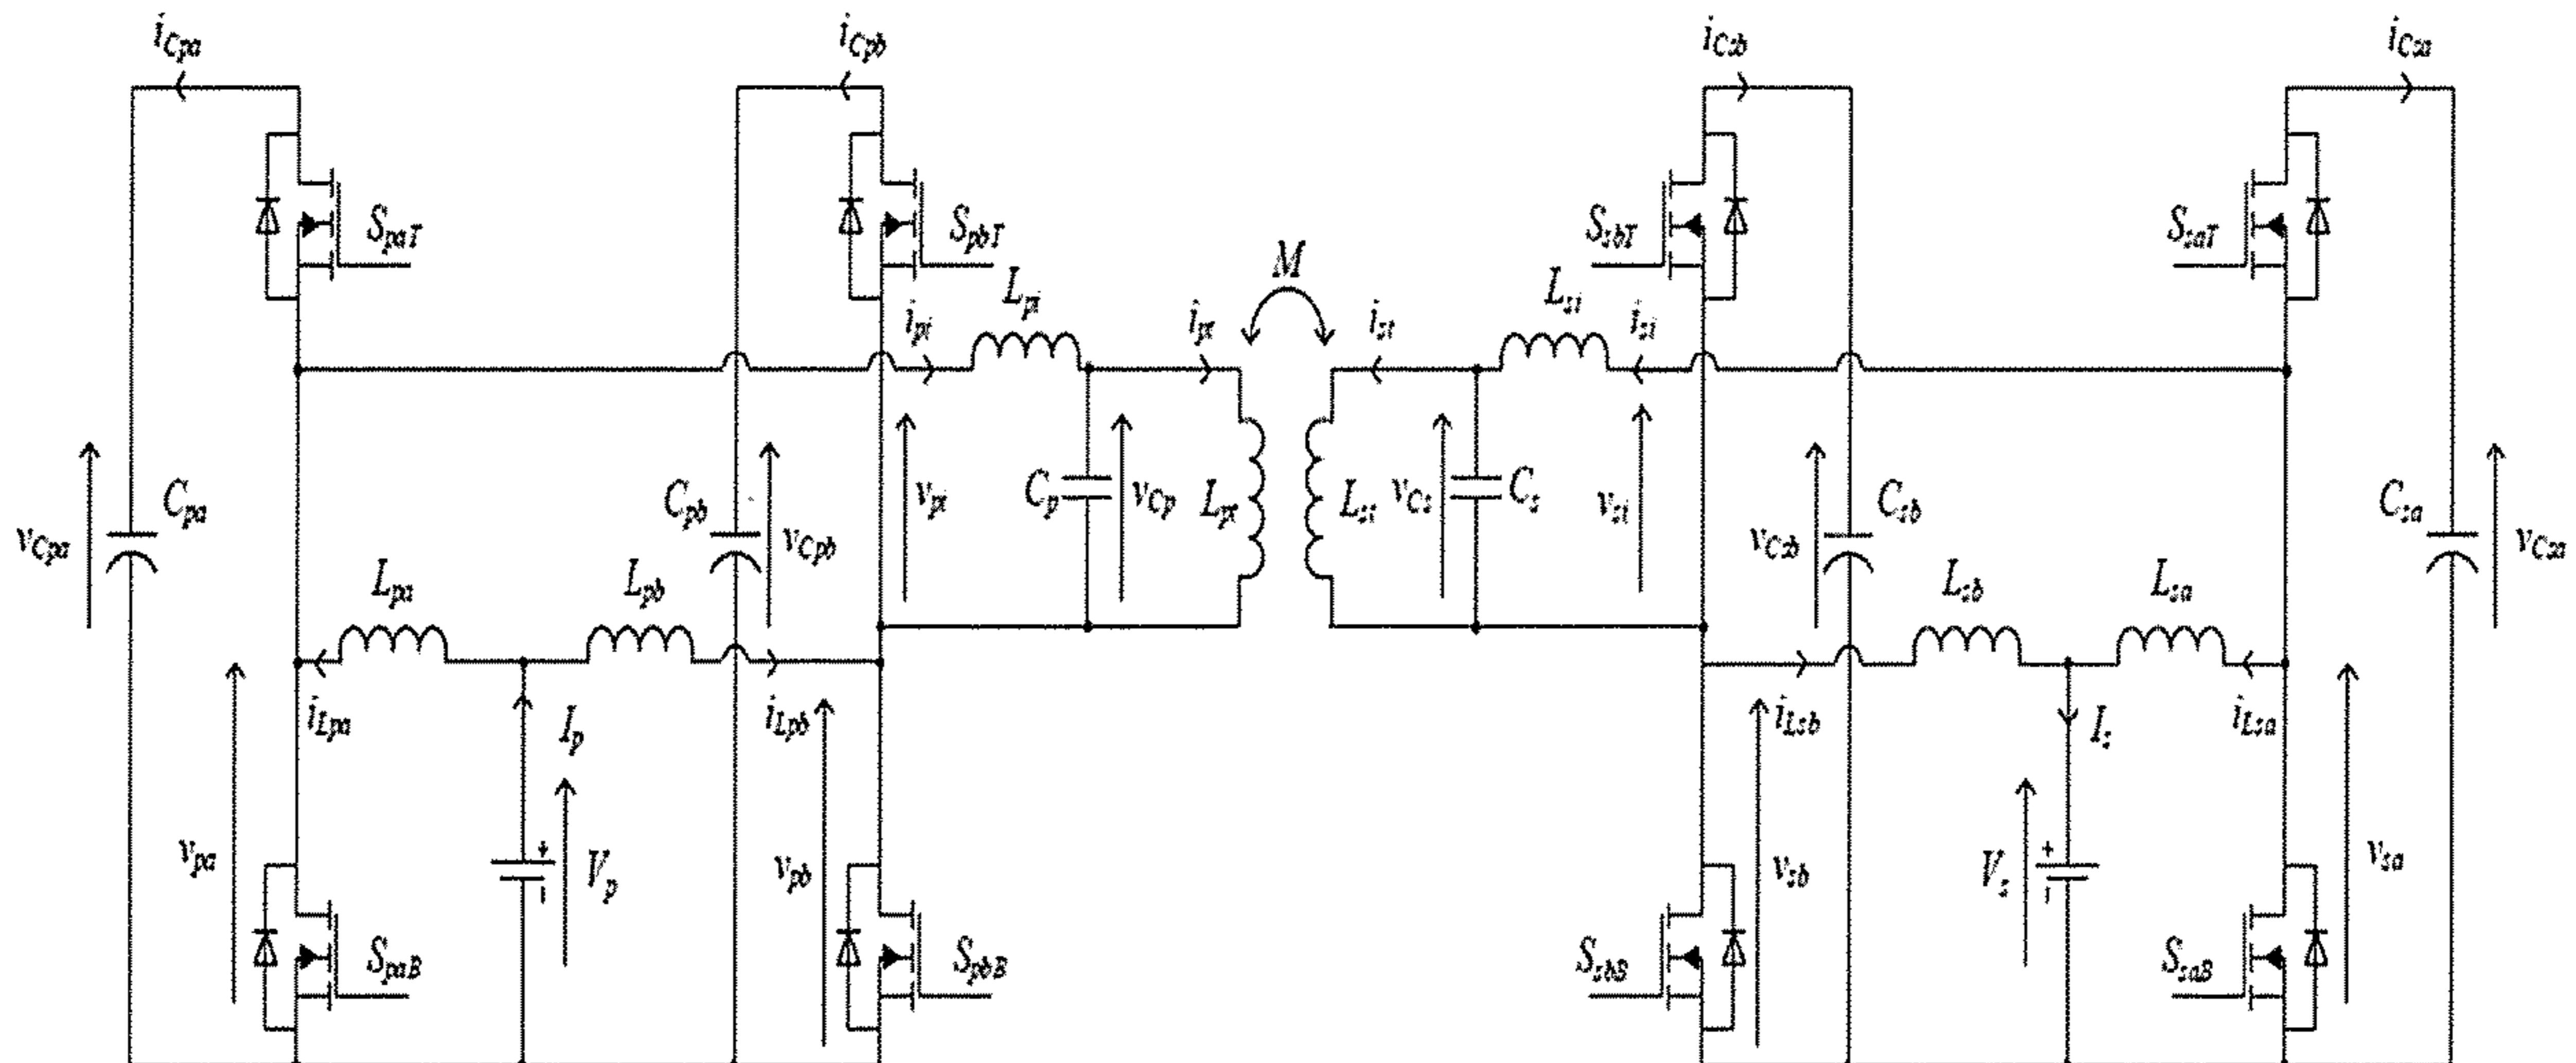 i_Cpa i_Cpb i_Csb i_Csa
S_paT S_pbT M S_sbT S_saT
L_pi L_si
i_pi i_pt i_st i_si
C_pa C_pb v_pi C_p v_Cp L_pt L_st v_Cs C_s v_si C_sb C_sa
v_Cpa v_Cpb v_Csb v_Csa
L_pa L_pb L_sb L_sa
i_Lpa I_p i_Lpb i_Lsb I_s i_Lsa
v_pa + V_p v_pb v_sb V_s + v_sa
S_paB S_pbB S_sbB S_saB